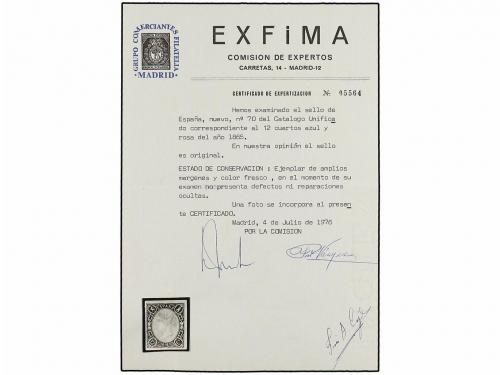 EXFiMA
COMISION DE EXPERTOS
CARRETAS, 14 - MADRID-12
GRUPO COMERCIANTES FILATELIA
·MADRID·
CERTIFICADO DE EXPERTIZACION Nº 05564
Hemos examinado el sello de
España, nuevo, nº 70 del Catalogo Unifica
do correspondiente al 12 cuartos azul y
rosa del año 1865.
En nuestra opinión el sello
es original.
ESTADO DE CONSERVACION : Ejemplar de amplios
margenes y color fresco , en el momento de su
examen no presenta defectos ni reparaciones
ocultas.
Una foto se incorpora al presen
te CERTIFICADO.
Madrid, 4 de Julio de 1976
POR LA COMISION